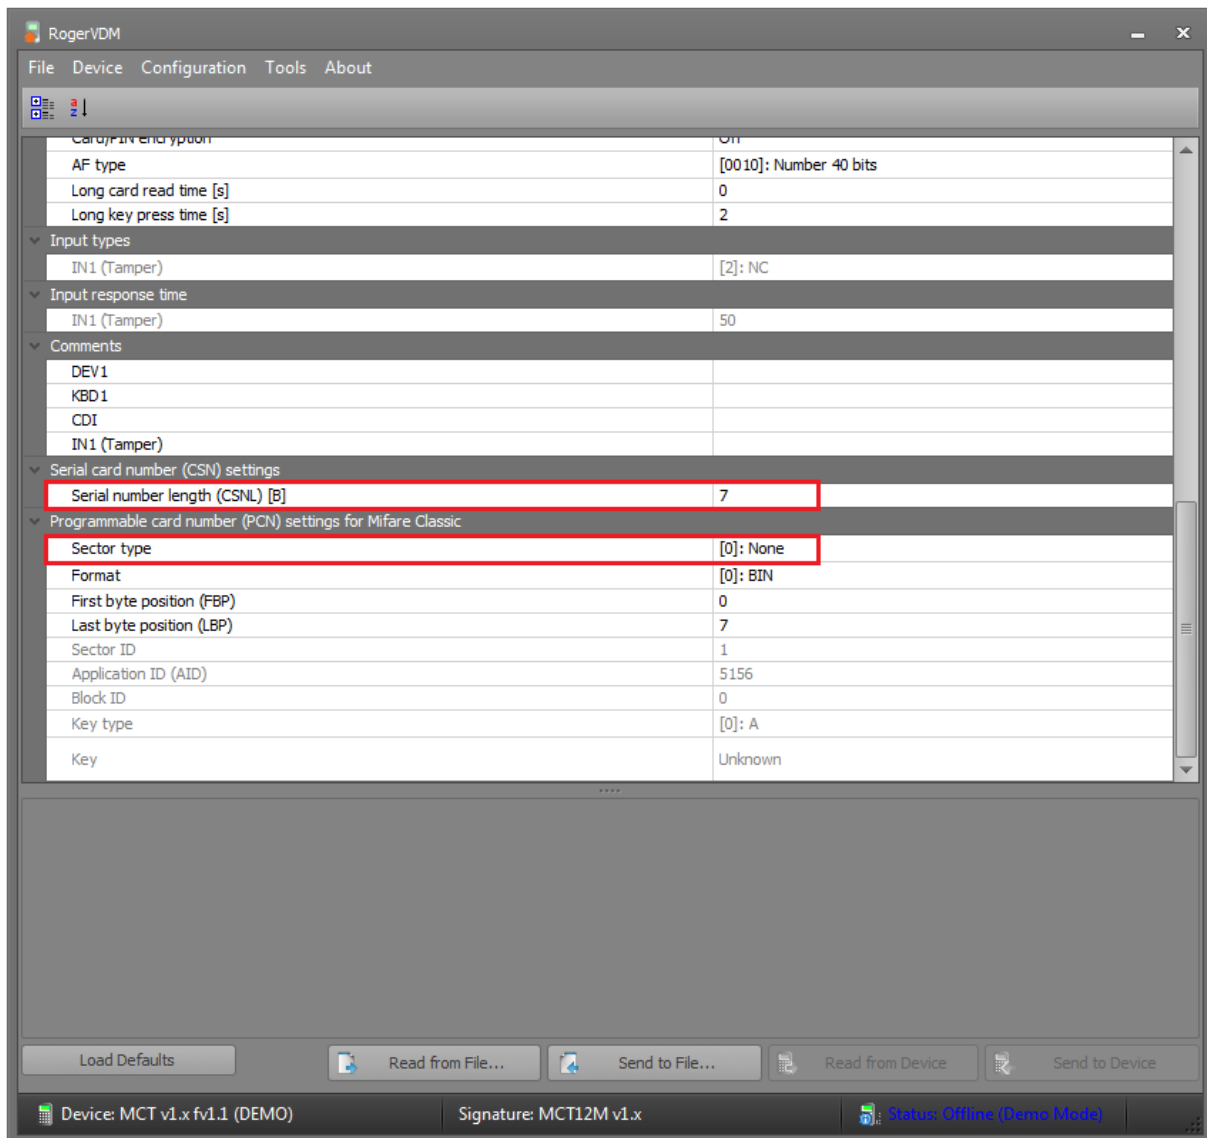 RogerVDM
File Device Configuration Tools About
Card/PIN encryption Off
AF type [0010]: Number 40 bits
Long card read time [s] 0
Long key press time [s] 2
Input types
IN1 (Tamper) [2]: NC
Input response time
IN1 (Tamper) 50
Comments
DEV1
KBD1
CDI
IN1 (Tamper)
Serial card number (CSN) settings
Serial number length (CSNL) [B] 7
Programmable card number (PCN) settings for Mifare Classic
Sector type [0]: None
Format [0]: BIN
First byte position (FBP) 0
Last byte position (LBP) 7
Sector ID 1
Application ID (AID) 5156
Block ID 0
Key type [0]: A
Key Unknown
Load Defaults Read from File... Send to File... Read from Device Send to Device
Device: MCT v1.x fv1.1 (DEMO) Signature: MCT12M v1.x Status: Offline (Demo Mode)